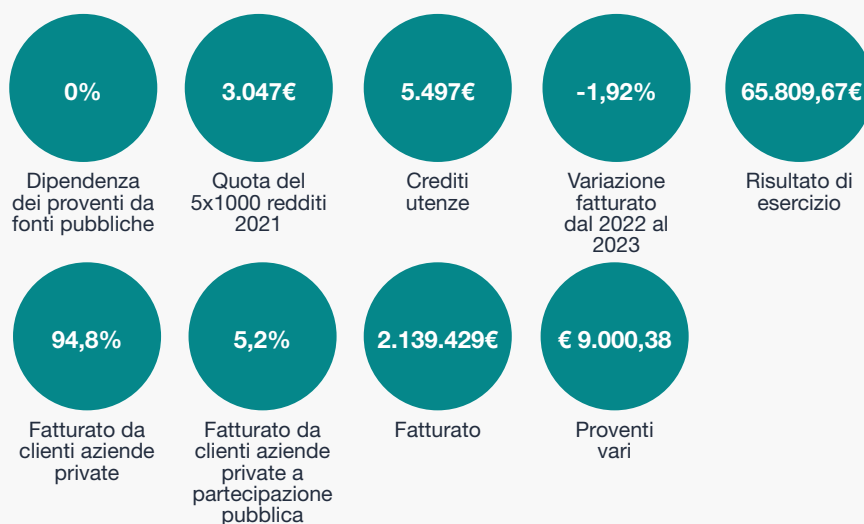 0%
Dipendenza
dei proventi da
fonti pubbliche
3.047€
Quota del
5x1000 redditi
2021
5.497€
Crediti
utenze
-1,92%
Variazione
fatturato
dal 2022 al
2023
65.809,67€
Risultato di
esercizio
94,8%
Fatturato da
clienti aziende
private
5,2%
Fatturato da
clienti aziende
private a
partecipazione
pubblica
2.139.429€
Fatturato
€ 9.000,38
Proventi
vari